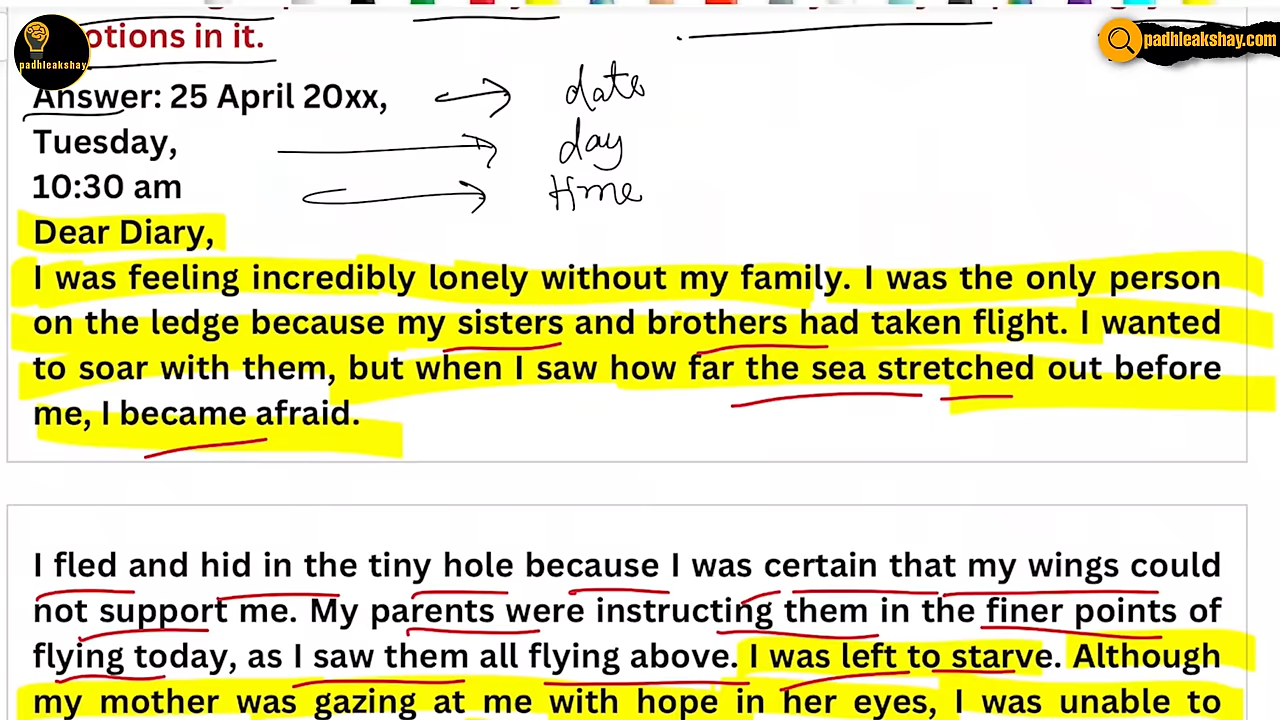 otions in it.
padhleakshay
padhleakshay.com
Answer: 25 April 20xx,
date
Tuesday,
day
10:30 am
time
Dear Diary,
I was feeling incredibly lonely without my family. I was the only person
on the ledge because my sisters and brothers had taken flight. I wanted
to soar with them, but when I saw how far the sea stretched out before
me, I became afraid.
I fled and hid in the tiny hole because I was certain that my wings could
not support me. My parents were instructing them in the finer points of
flying today, as I saw them all flying above. I was left to starve. Although
my mother was gazing at me with hope in her eyes, I was unable to